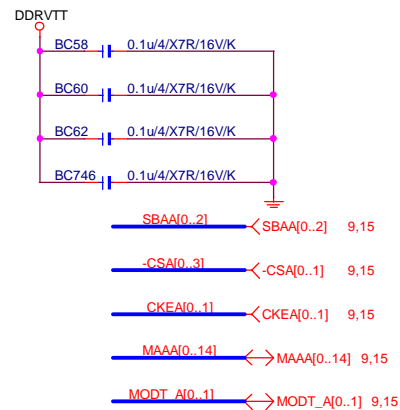 DDRVTT
BC58 0.1u/4/X7R/16V/K
BC60 0.1u/4/X7R/16V/K
BC62 0.1u/4/X7R/16V/K
BC746 0.1u/4/X7R/16V/K
SBAA[0..2] SBAA[0..2] 9,15
-CSA[0..3] -CSA[0..1] 9,15
CKEA[0..1] CKEA[0..1] 9,15
MAAA[0..14] MAAA[0..14] 9,15
MODT_A[0..1] MODT_A[0..1] 9,15